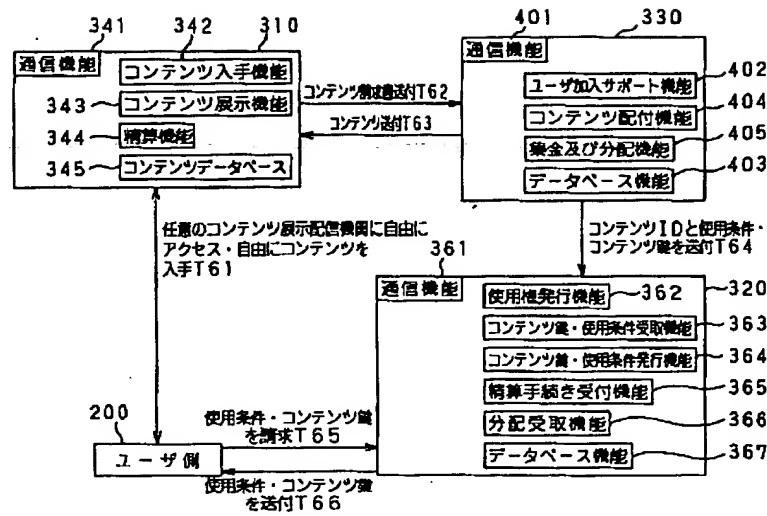 341
342
310
通信機能
コンテンツ入手機能
343
コンテンツ展示機能
344
精算機能
345
コンテンツデータベース
コンテンツ請求書送付T62
コンテンツ送付T63
401
330
通信機能
402
ユーザ加入サポート機能
404
コンテンツ配付機能
405
集金及び分配機能
403
データベース機能
任意のコンテンツ展示配信機関に自由に
アクセス・自由にコンテンツを
入手T61
コンテンツIDと使用条件・
コンテンツ鍵を送付T64
361
通信機能
320
使用権発行機能
362
コンテンツ鍵・使用条件受取機能
363
コンテンツ鍵・使用条件発行機能
364
精算手続き受付機能
365
分配受取機能
366
データベース機能
367
200
ユーザ側
使用条件・コンテンツ鍵
を請求T65
使用条件・コンテンツ鍵
を送付T66